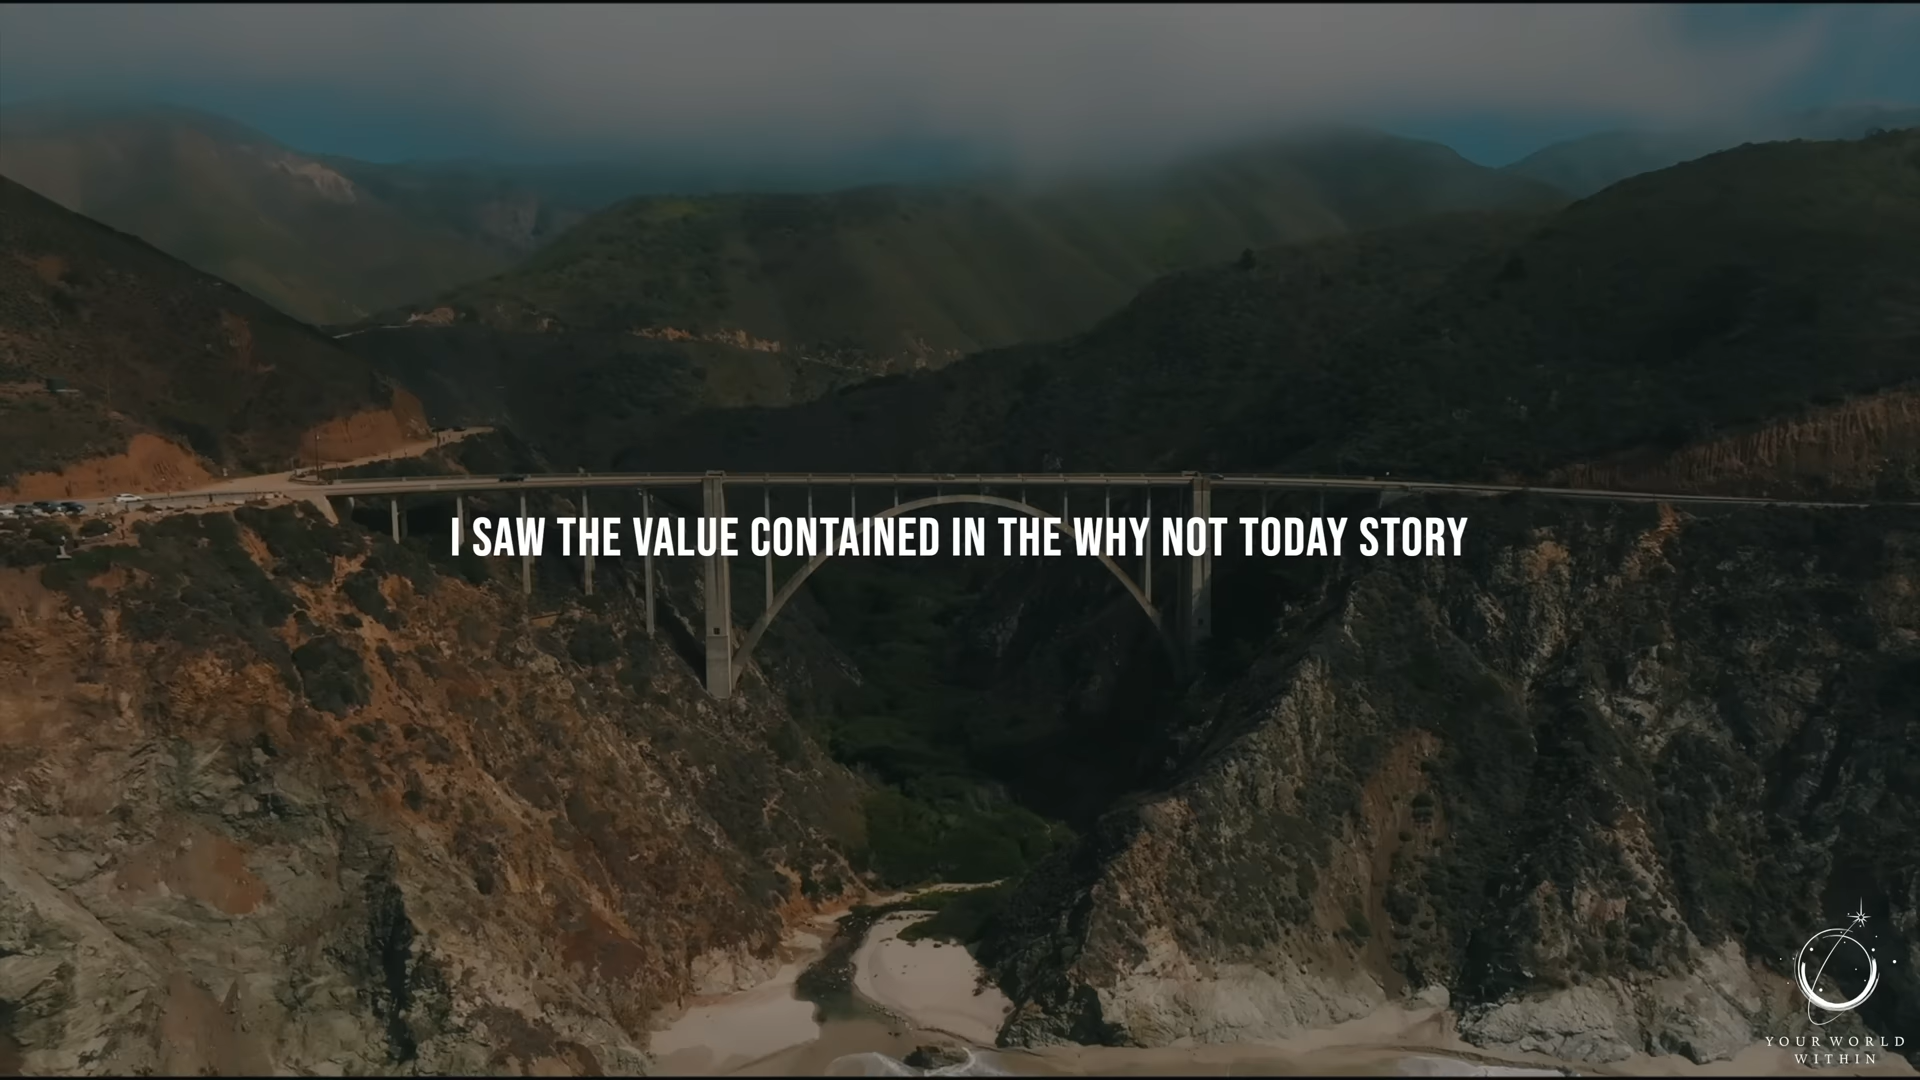 I SAW THE VALUE CONTAINED IN THE WHY NOT TODAY STORY
YOUR WORLD
WITHIN